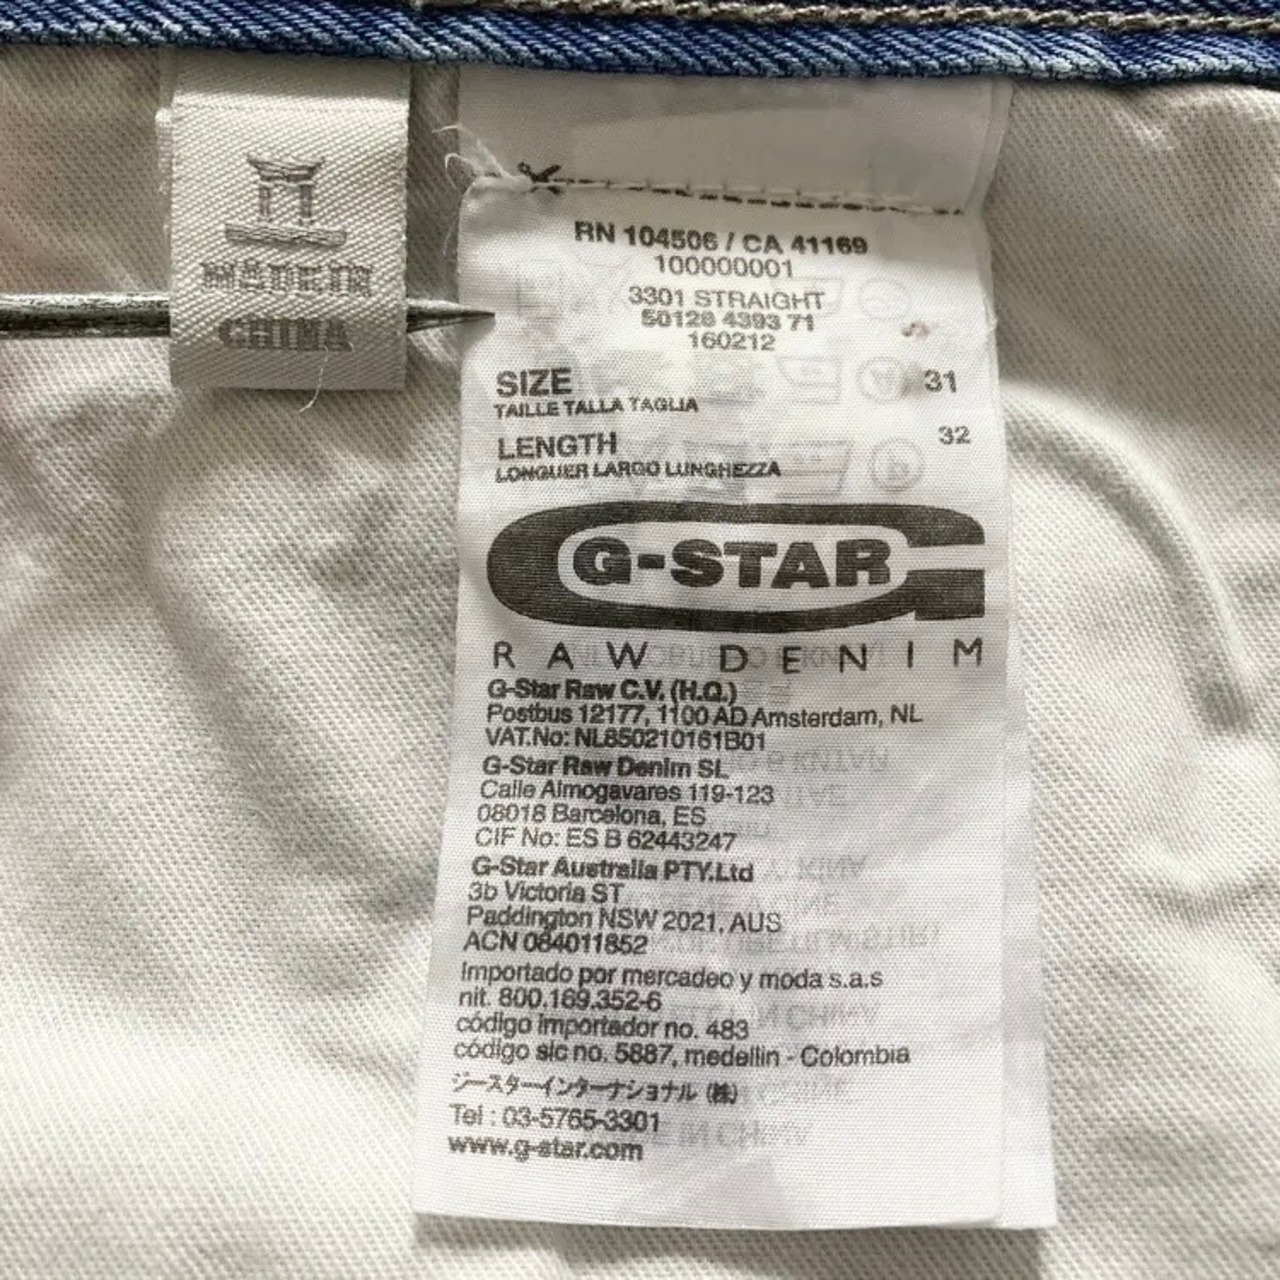 MADE IN
CHINA
RN 104506 / CA 41169
100000001
3301 STRAIGHT
50128 4393 71
160212
SIZE 31
TAILLE TALLA TAGLIA
LENGTH 32
LONGUER LARGO LUNGHEZZA
G-STAR
RAW DENIM
G-Star Raw C.V. (H.Q.)
Postbus 12177, 1100 AD Amsterdam, NL
VAT.No: NL850210161B01
G-Star Raw Denim SL
Calle Almogavares 119-123
08018 Barcelona, ES
CIF No: ES B 62443247
G-Star Australia PTY.Ltd
3b Victoria ST
Paddington NSW 2021, AUS
ACN 084011852
Importado por mercadeo y moda s.a.s
nit. 800.169.352-6
código importador no. 483
código sic no. 5887, medellin - Colombia
ジースターインターナショナル (株)
Tel : 03-5765-3301
www.g-star.com